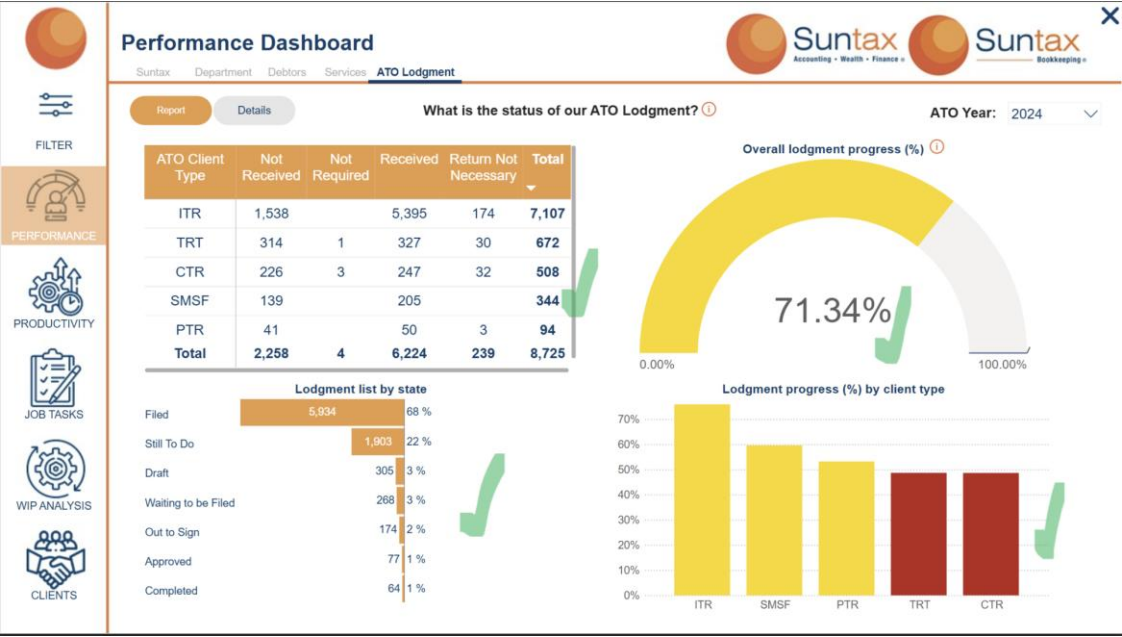 Performance Dashboard
Suntax
Accounting - Wealth - Finance
Suntax
Bookkeeping
Suntax Department Debtors Services ATO Lodgment
FILTER
PERFORMANCE
PRODUCTIVITY
JOB TASKS
WIP ANALYSIS
CLIENTS
Report Details
What is the status of our ATO Lodgment?
ATO Year: 2024
ATO Client Type Not Received Not Required Received Return Not Necessary Total
ITR 1,538 5,395 174 7,107
TRT 314 1 327 30 672
CTR 226 3 247 32 508
SMSF 139 205 344
PTR 41 50 3 94
Total 2,258 4 6,224 239 8,725
Overall lodgment progress (%)
71.34%
0.00% 100.00%
Lodgment list by state
Filed 5,934 68 %
Still To Do 1,903 22 %
Draft 305 3 %
Waiting to be Filed 268 3 %
Out to Sign 174 2 %
Approved 77 1 %
Completed 64 1 %
Lodgment progress (%) by client type
70%
60%
50%
40%
30%
20%
10%
0%
ITR SMSF PTR TRT CTR